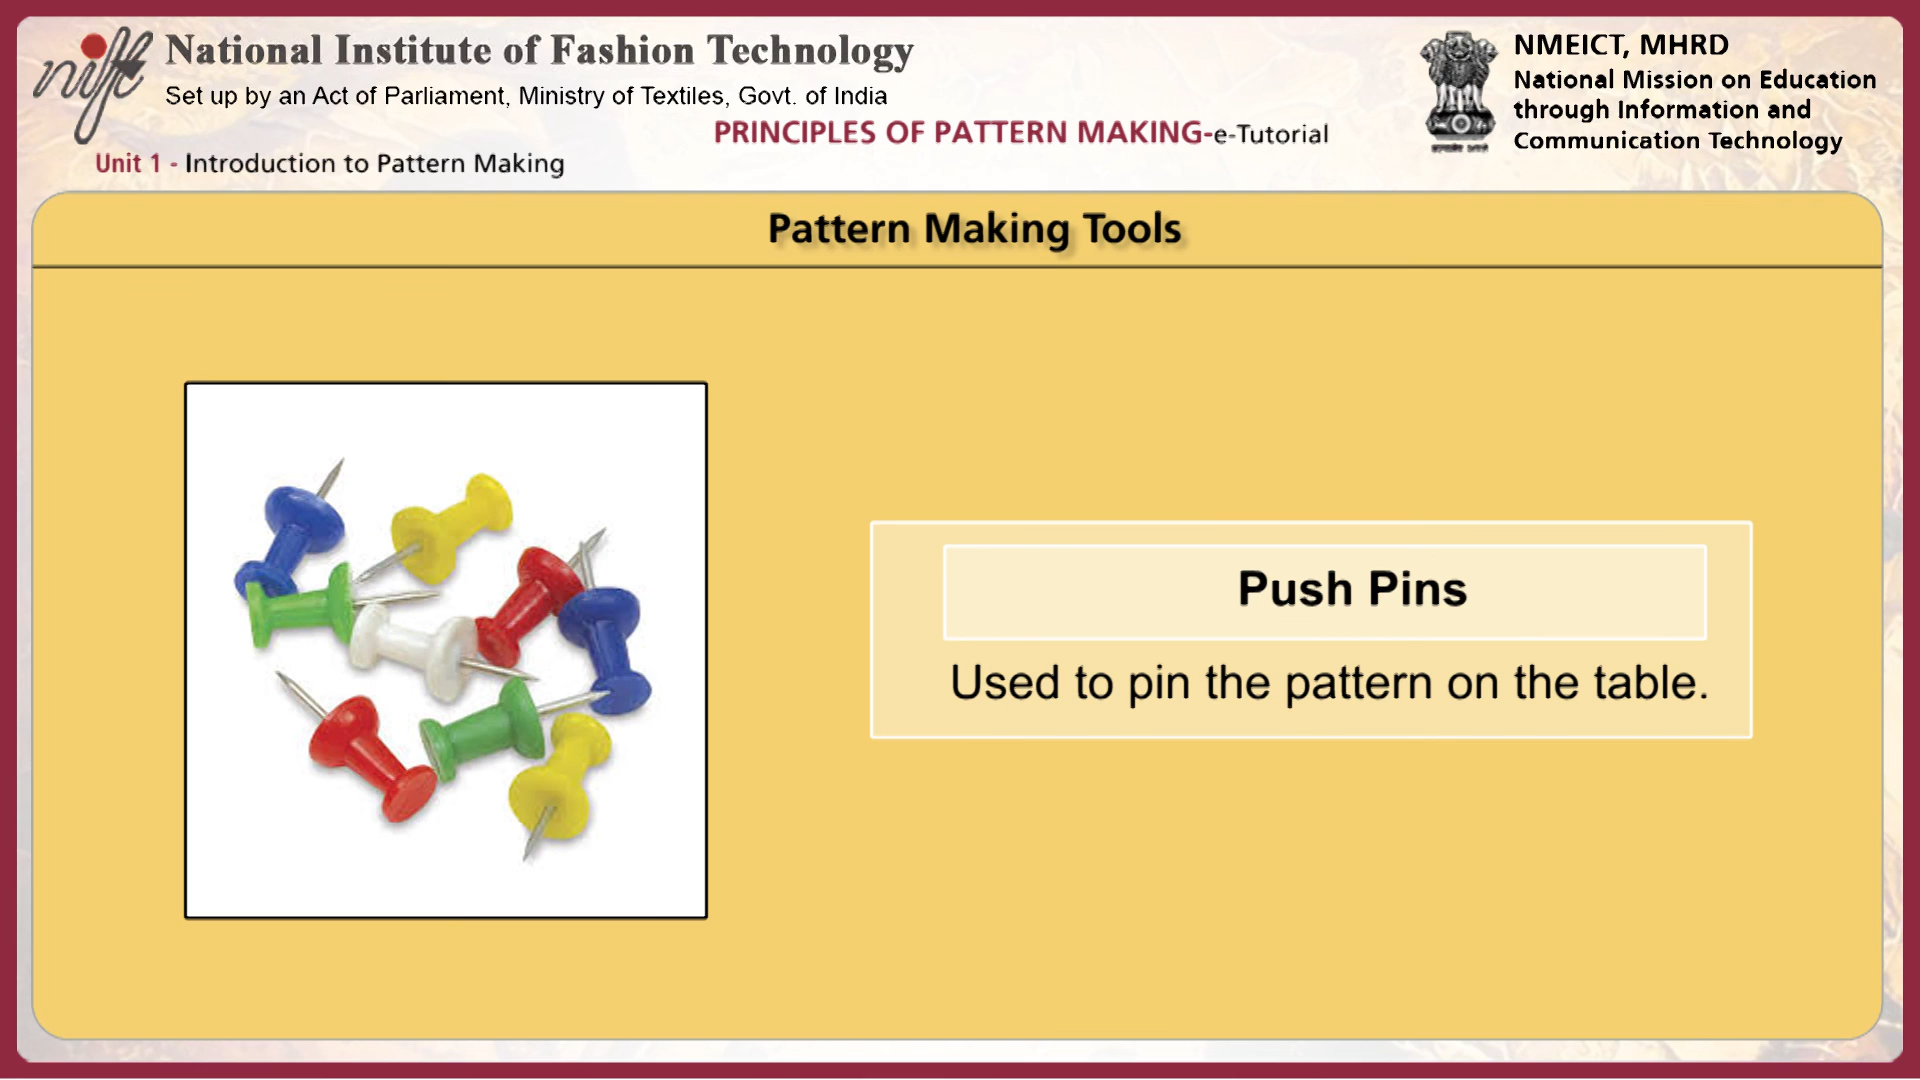 nift
National Institute of Fashion Technology
Set up by an Act of Parliament, Ministry of Textiles, Govt. of India
PRINCIPLES OF PATTERN MAKING-e-Tutorial
Unit 1 - Introduction to Pattern Making
NMEICT, MHRD
National Mission on Education
through Information and
Communication Technology
Pattern Making Tools
Push Pins
Used to pin the pattern on the table.